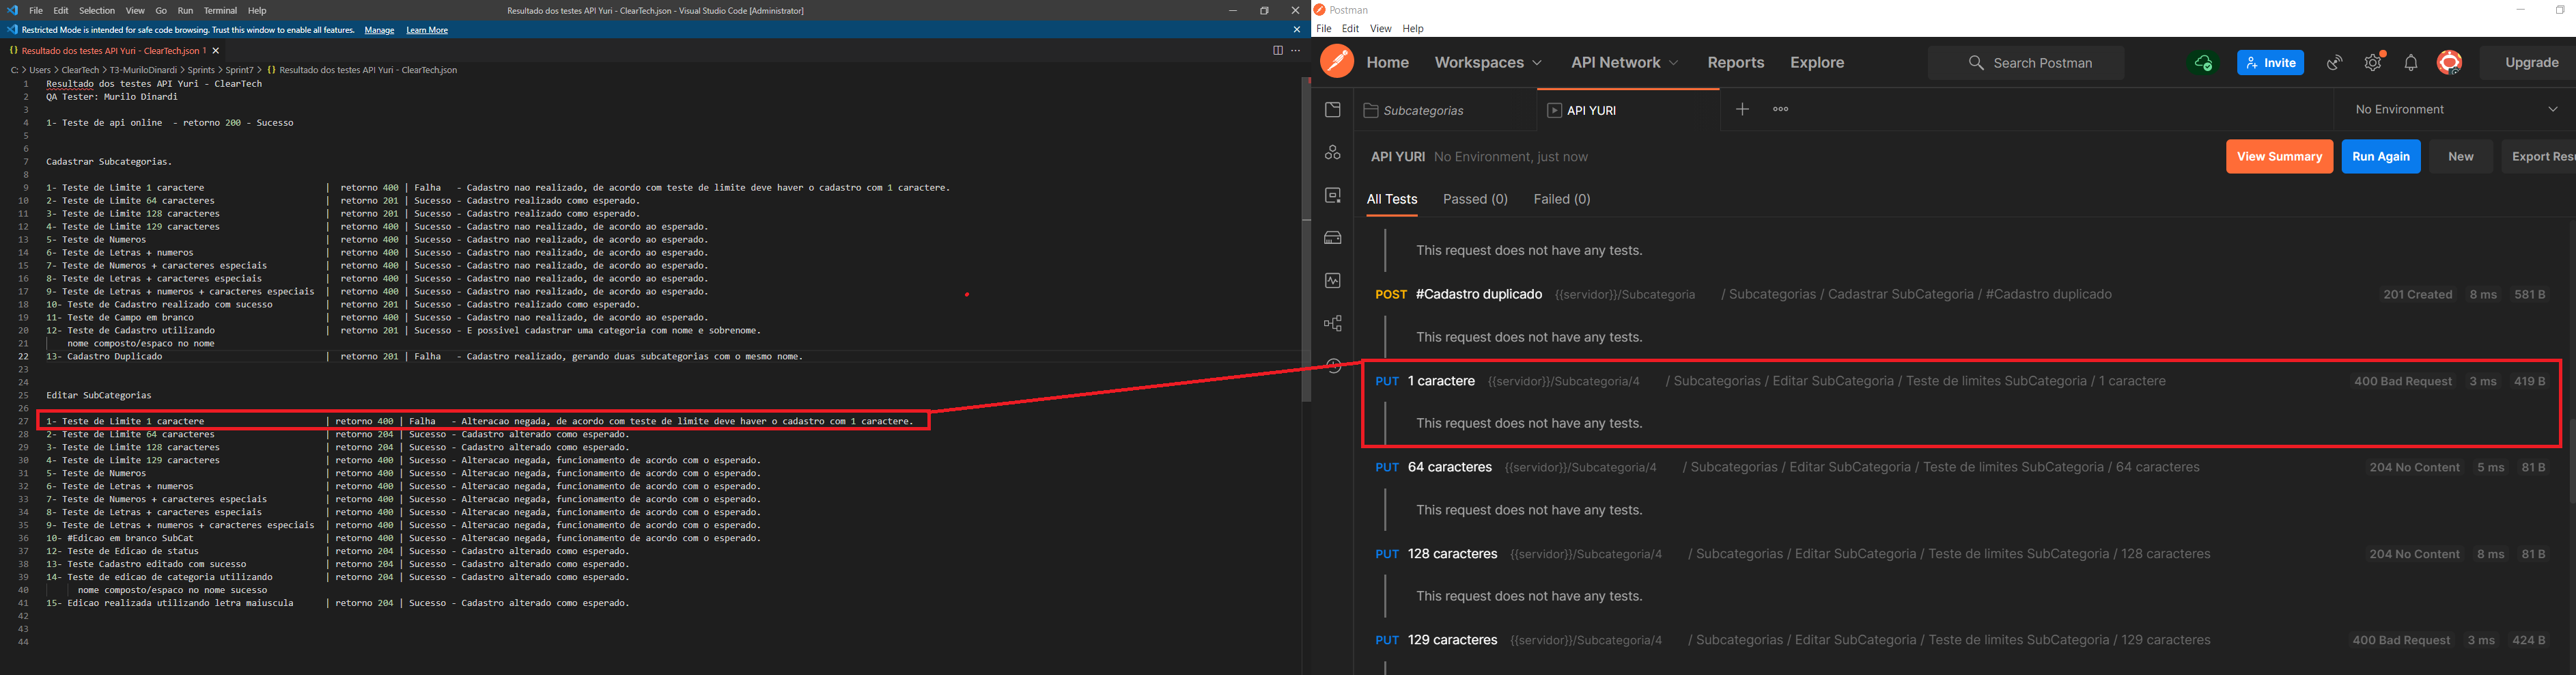 File Edit Selection View Go Run Terminal Help
Resultado dos testes API Yuri - ClearTech.json - Visual Studio Code [Administrator]
Restricted Mode is intended for safe code browsing. Trust this window to enable all features. Manage Learn More
{} Resultado dos testes API Yuri - ClearTech.json 1
C: > Users > ClearTech > T3-MuriloDinardi > Sprints > Sprint7 > {} Resultado dos testes API Yuri - ClearTech.json
1 Resultado dos testes API Yuri - ClearTech
2 QA Tester: Murilo Dinardi
3
4 1- Teste de api online - retorno 200 - Sucesso
5
6
7 Cadastrar Subcategorias.
8
9 1- Teste de Limite 1 caractere | retorno 400 | Falha - Cadastro nao realizado, de acordo com teste de limite deve haver o cadastro com 1 caractere.
10 2- Teste de Limite 64 caracteres | retorno 201 | Sucesso - Cadastro realizado como esperado.
11 3- Teste de Limite 128 caracteres | retorno 201 | Sucesso - Cadastro realizado como esperado.
12 4- Teste de Limite 129 caracteres | retorno 400 | Sucesso - Cadastro nao realizado, de acordo ao esperado.
13 5- Teste de Numeros | retorno 400 | Sucesso - Cadastro nao realizado, de acordo ao esperado.
14 6- Teste de Letras + numeros | retorno 400 | Sucesso - Cadastro nao realizado, de acordo ao esperado.
15 7- Teste de Numeros + caracteres especiais | retorno 400 | Sucesso - Cadastro nao realizado, de acordo ao esperado.
16 8- Teste de Letras + caracteres especiais | retorno 400 | Sucesso - Cadastro nao realizado, de acordo ao esperado.
17 9- Teste de Letras + numeros + caracteres especiais | retorno 400 | Sucesso - Cadastro nao realizado, de acordo ao esperado.
18 10- Teste de Cadastro realizado com sucesso | retorno 201 | Sucesso - Cadastro realizado como esperado.
19 11- Teste de Campo em branco | retorno 400 | Sucesso - Cadastro nao realizado, de acordo ao esperado.
20 12- Teste de Cadastro utilizando | retorno 201 | Sucesso - E possivel cadastrar uma categoria com nome e sobrenome.
21 nome composto/espaco no nome
22 13- Cadastro Duplicado | retorno 201 | Falha - Cadastro realizado, gerando duas subcategorias com o mesmo nome.
23
24
25 Editar SubCategorias
26
27 1- Teste de Limite 1 caractere | retorno 400 | Falha - Alteracao negada, de acordo com teste de limite deve haver o cadastro com 1 caractere.
28 2- Teste de Limite 64 caracteres | retorno 204 | Sucesso - Cadastro alterado como esperado.
29 3- Teste de Limite 128 caracteres | retorno 204 | Sucesso - Cadastro alterado como esperado.
30 4- Teste de Limite 129 caracteres | retorno 400 | Sucesso - Alteracao negada, funcionamento de acordo com o esperado.
31 5- Teste de Numeros | retorno 400 | Sucesso - Alteracao negada, funcionamento de acordo com o esperado.
32 6- Teste de Letras + numeros | retorno 400 | Sucesso - Alteracao negada, funcionamento de acordo com o esperado.
33 7- Teste de Numeros + caracteres especiais | retorno 400 | Sucesso - Alteracao negada, funcionamento de acordo com o esperado.
34 8- Teste de Letras + caracteres especiais | retorno 400 | Sucesso - Alteracao negada, funcionamento de acordo com o esperado.
35 9- Teste de Letras + numeros + caracteres especiais | retorno 400 | Sucesso - Alteracao negada, funcionamento de acordo com o esperado.
36 10- #Edicao em branco SubCat | retorno 400 | Sucesso - Alteracao negada, funcionamento de acordo com o esperado.
37 12- Teste de Edicao de status | retorno 204 | Sucesso - Cadastro alterado como esperado.
38 13- Teste Cadastro editado com sucesso | retorno 204 | Sucesso - Cadastro alterado como esperado.
39 14- Teste de edicao de categoria utilizando | retorno 204 | Sucesso - Cadastro alterado como esperado.
40 nome composto/espaco no nome sucesso
41 15- Edicao realizada utilizando letra maiuscula | retorno 204 | Sucesso - Cadastro alterado como esperado.
42
43
44
Postman
File Edit View Help
Home Workspaces API Network Reports Explore Search Postman Invite Upgrade
Subcategorias API YURI No Environment
API YURI No Environment, just now View Summary Run Again New Export Resu
All Tests Passed (0) Failed (0)
This request does not have any tests.
POST #Cadastro duplicado {{servidor}}/Subcategoria / Subcategorias / Cadastrar SubCategoria / #Cadastro duplicado 201 Created 8 ms 581 B
This request does not have any tests.
PUT 1 caractere {{servidor}}/Subcategoria/4 / Subcategorias / Editar SubCategoria / Teste de limites SubCategoria / 1 caractere 400 Bad Request 3 ms 419 B
This request does not have any tests.
PUT 64 caracteres {{servidor}}/Subcategoria/4 / Subcategorias / Editar SubCategoria / Teste de limites SubCategoria / 64 caracteres 204 No Content 5 ms 81 B
This request does not have any tests.
PUT 128 caracteres {{servidor}}/Subcategoria/4 / Subcategorias / Editar SubCategoria / Teste de limites SubCategoria / 128 caracteres 204 No Content 8 ms 81 B
This request does not have any tests.
PUT 129 caracteres {{servidor}}/Subcategoria/4 / Subcategorias / Editar SubCategoria / Teste de limites SubCategoria / 129 caracteres 400 Bad Request 3 ms 424 B